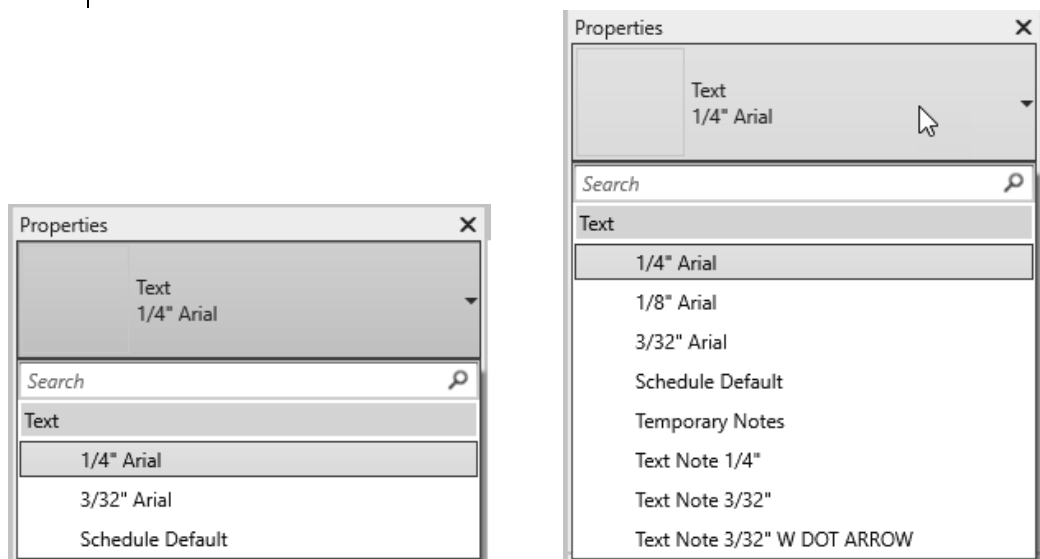 Properties
Text
1/4" Arial
Search
Text
1/4" Arial
3/32" Arial
Schedule Default
Properties
Text
1/4" Arial
Search
Text
1/4" Arial
1/8" Arial
3/32" Arial
Schedule Default
Temporary Notes
Text Note 1/4"
Text Note 3/32"
Text Note 3/32" W DOT ARROW